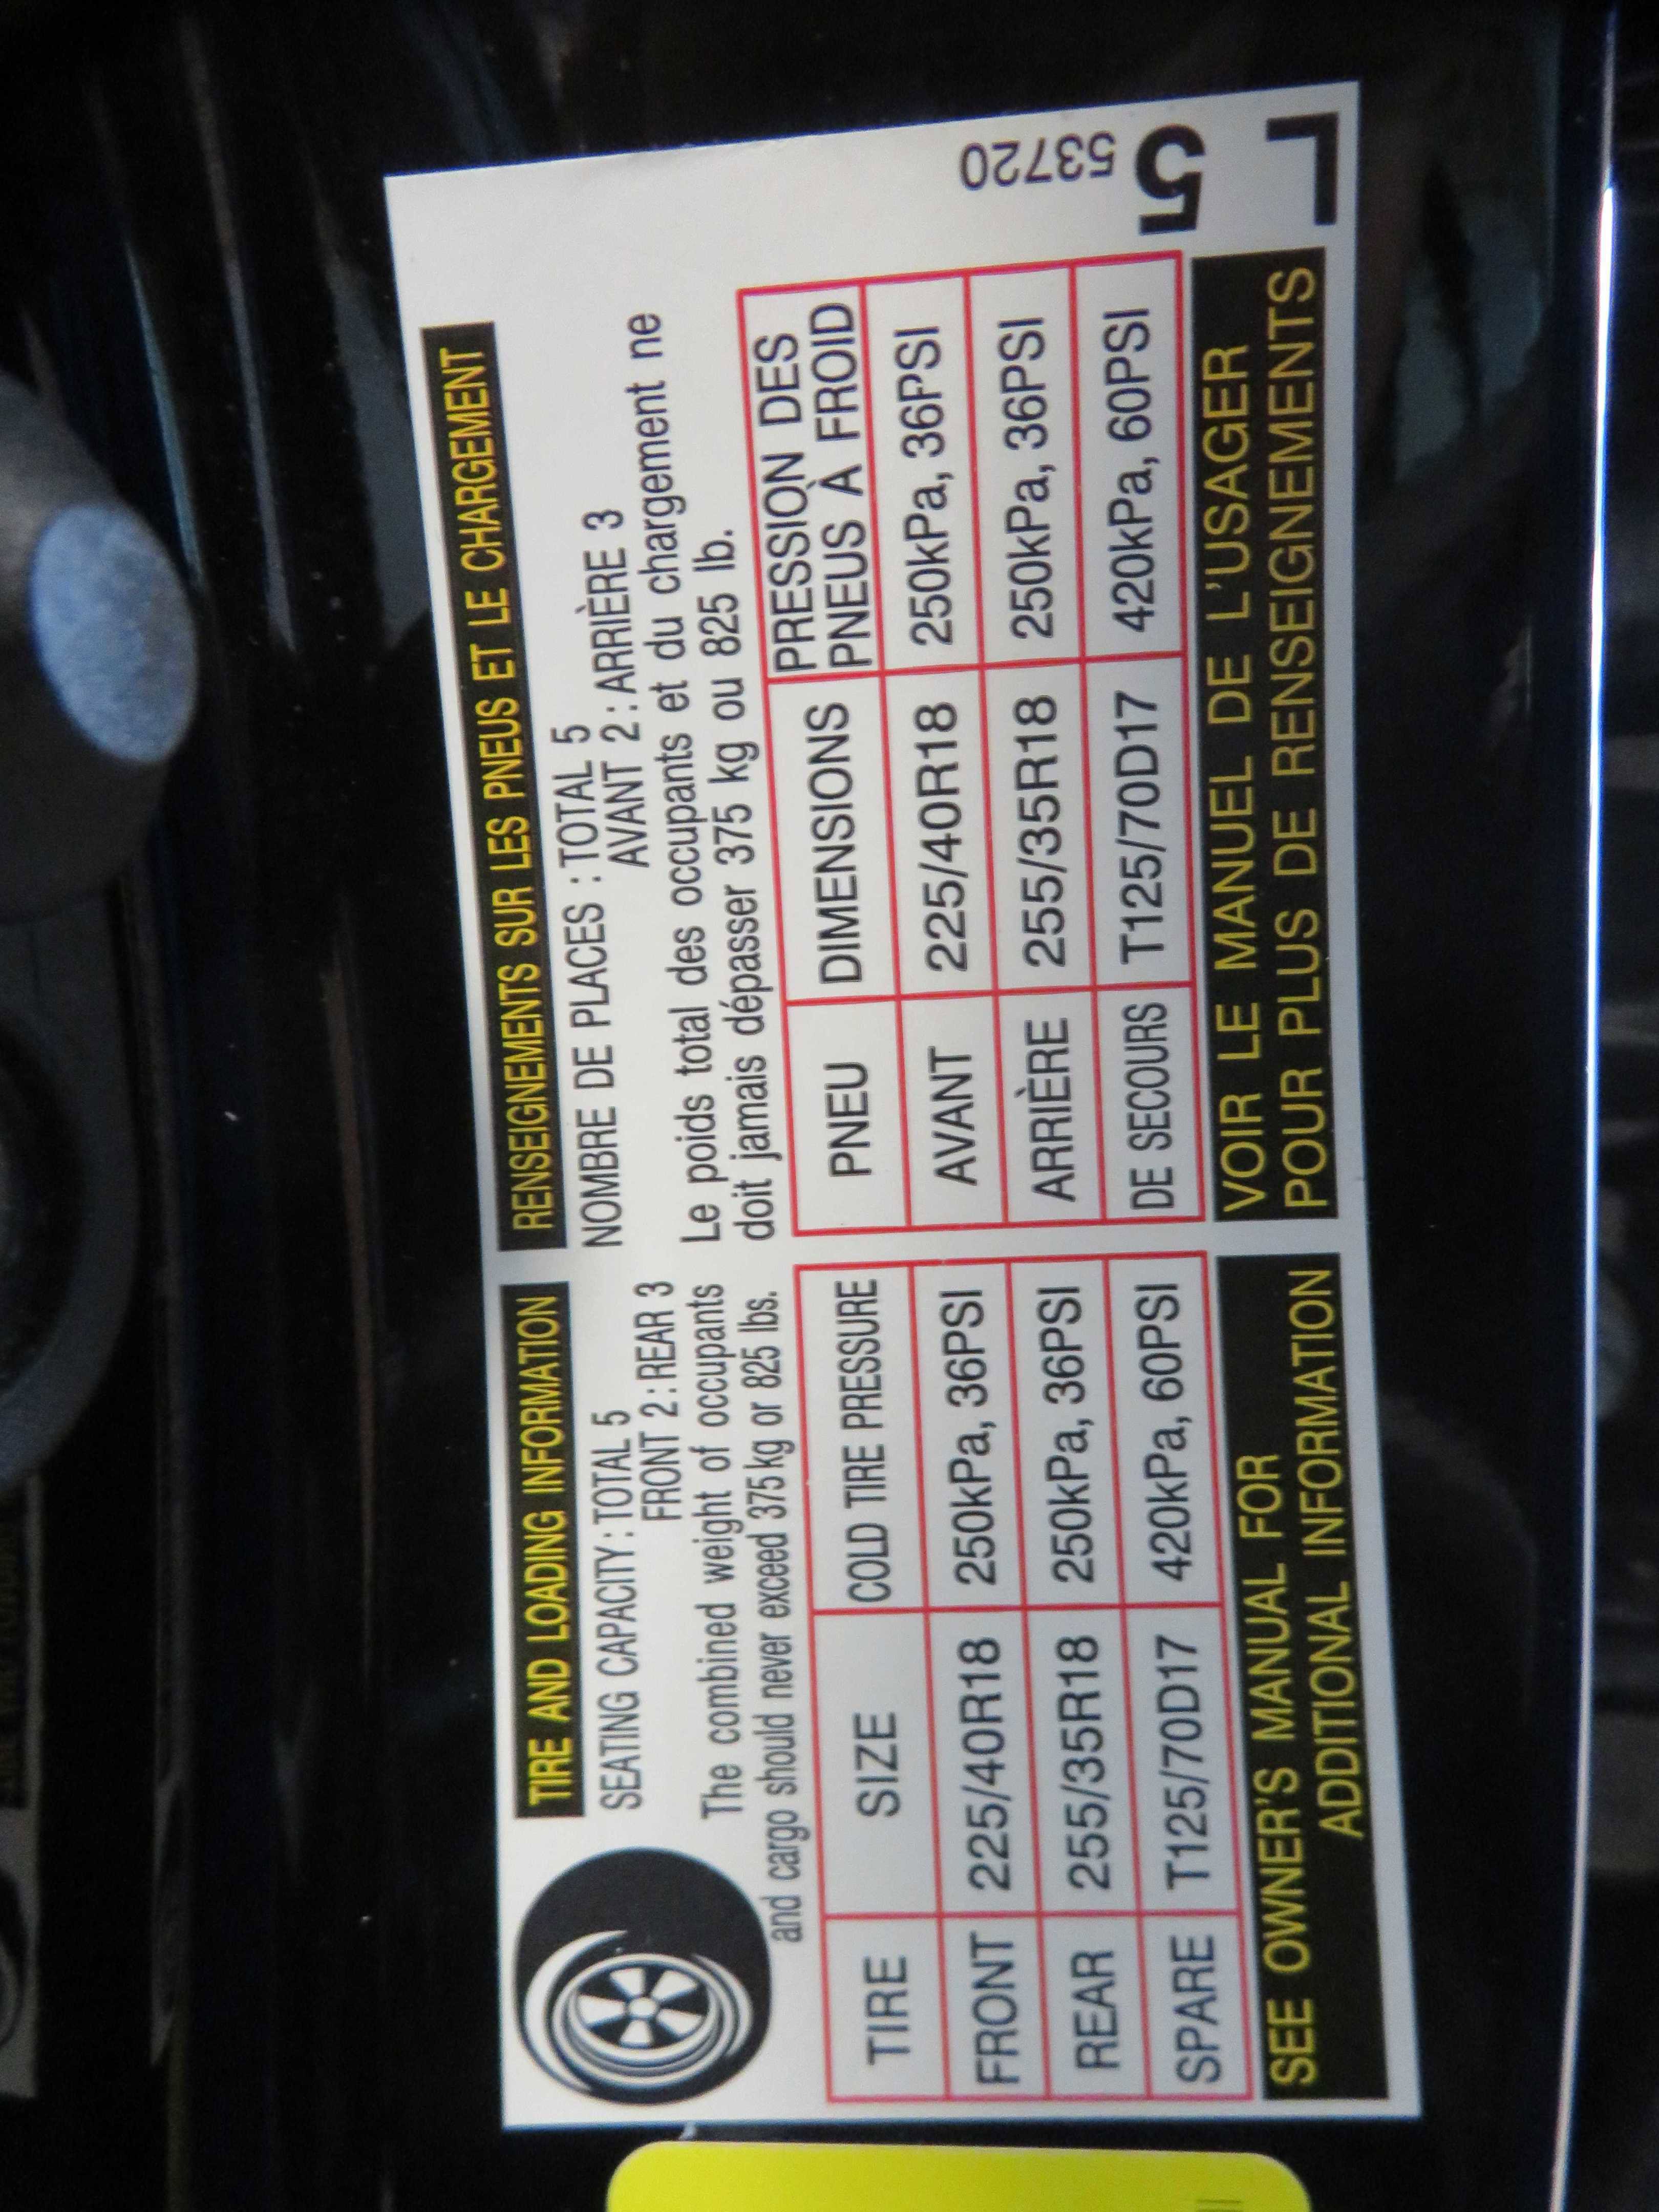 TIRE AND LOADING INFORMATION
SEATING CAPACITY : TOTAL 5
FRONT 2 : REAR 3
The combined weight of occupants
and cargo should never exceed 375 kg or 825 lbs.
TIRE SIZE COLD TIRE PRESSURE
FRONT 225/40R18 250kPa, 36PSI
REAR 255/35R18 250kPa, 36PSI
SPARE T125/70D17 420kPa, 60PSI
SEE OWNER'S MANUAL FOR
ADDITIONAL INFORMATION
RENSEIGNEMENTS SUR LES PNEUS ET LE CHARGEMENT
NOMBRE DE PLACES : TOTAL 5
AVANT 2 : ARRIÈRE 3
Le poids total des occupants et du chargement ne
doit jamais dépasser 375 kg ou 825 lb.
PNEU DIMENSIONS PRESSION DES
PNEUS À FROID
AVANT 225/40R18 250kPa, 36PSI
ARRIÈRE 255/35R18 250kPa, 36PSI
DE SECOURS T125/70D17 420kPa, 60PSI
VOIR LE MANUEL DE L'USAGER
POUR PLUS DE RENSEIGNEMENTS
53720
5
L